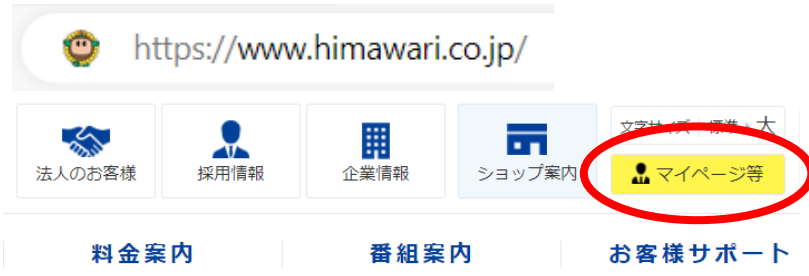 https://www.himawari.co.jp/
文字サイズ 標準 大
法人のお客様 採用情報 企業情報 ショップ案内 マイページ等
料金案内 番組案内 お客様サポート